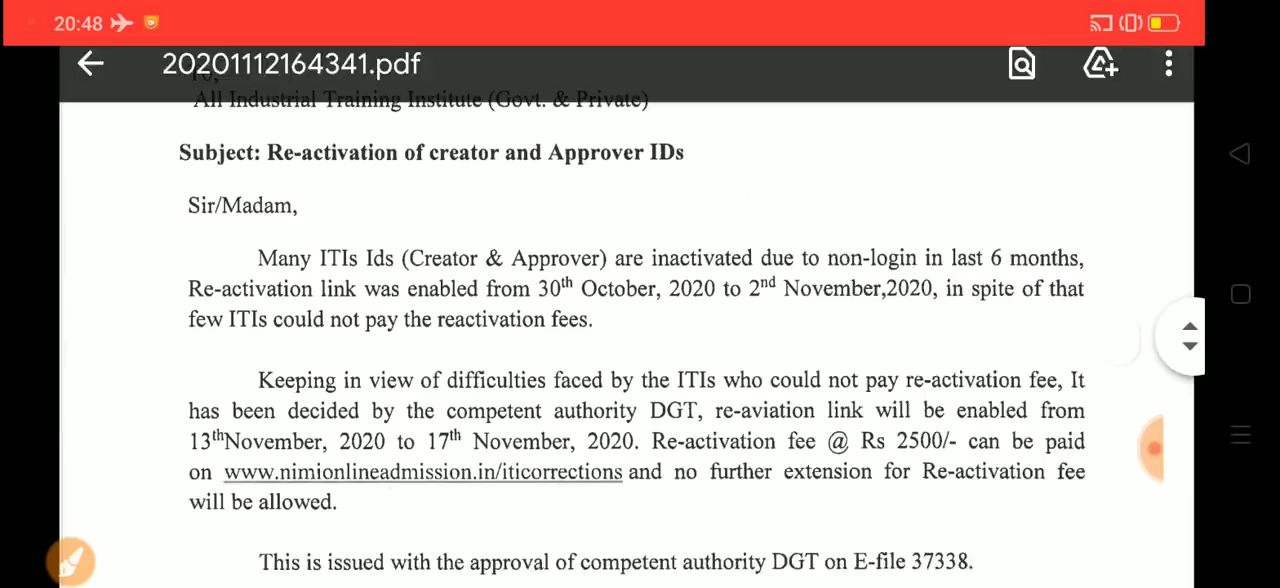 20:48
20201112164341.pdf
To,
All Industrial Training Institute (Govt. & Private)
Subject: Re-activation of creator and Approver IDs
Sir/Madam,
Many ITIs Ids (Creator & Approver) are inactivated due to non-login in last 6 months,
Re-activation link was enabled from 30th October, 2020 to 2nd November,2020, in spite of that
few ITIs could not pay the reactivation fees.
Keeping in view of difficulties faced by the ITIs who could not pay re-activation fee, It
has been decided by the competent authority DGT, re-aviation link will be enabled from
13thNovember, 2020 to 17th November, 2020. Re-activation fee @ Rs 2500/- can be paid
on www.nimionlineadmission.in/iticorrections and no further extension for Re-activation fee
will be allowed.
This is issued with the approval of competent authority DGT on E-file 37338.